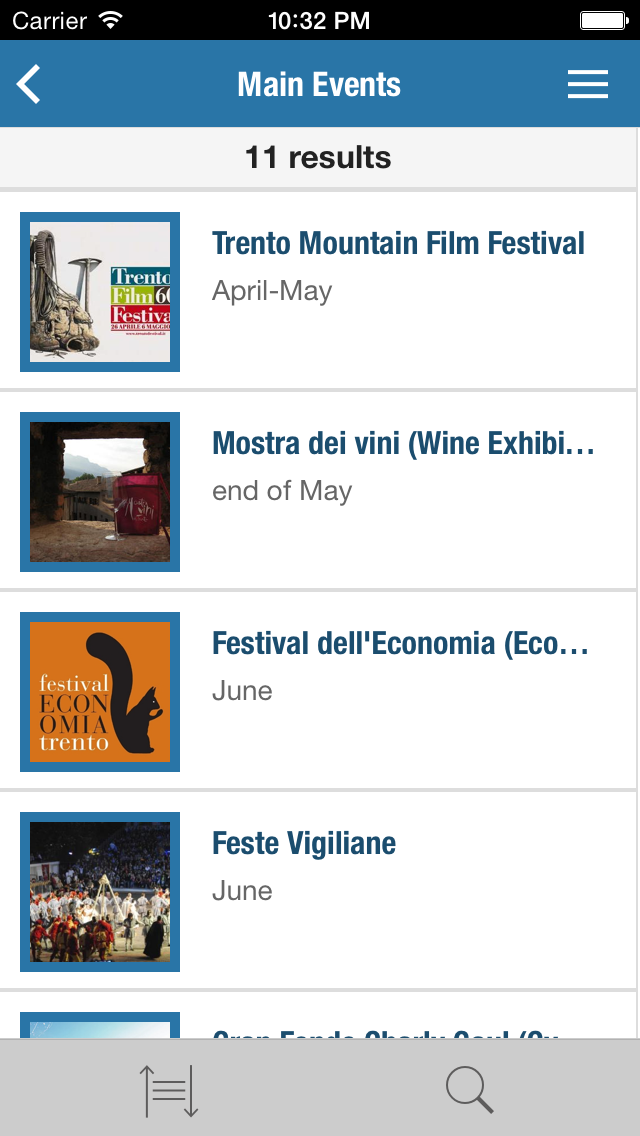 Carrier 10:32 PM
Main Events
11 results
Trento Mountain Film Festival
April-May
Trento
Film 60
Festiva
26 APRILE 6 MAGGIO
Mostra dei vini (Wine Exhibi...
end of May
Festival dell'Economia (Eco...
June
festival
ECON
OMIA
trento
Feste Vigiliane
June